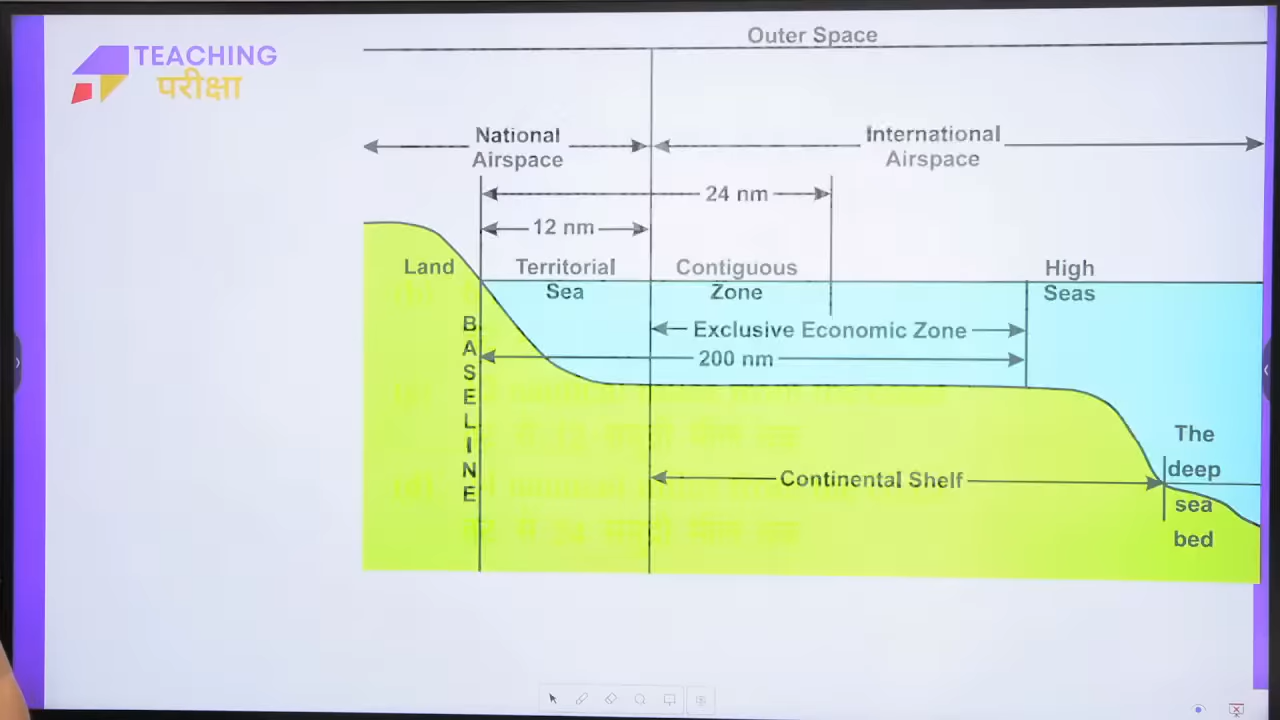 TEACHING
परीक्षा
Outer Space
National
Airspace
International
Airspace
24 nm
12 nm
Land
Territorial
Sea
Contiguous
Zone
High
Seas
BASELINE
Exclusive Economic Zone
200 nm
Continental Shelf
The
deep
sea
bed